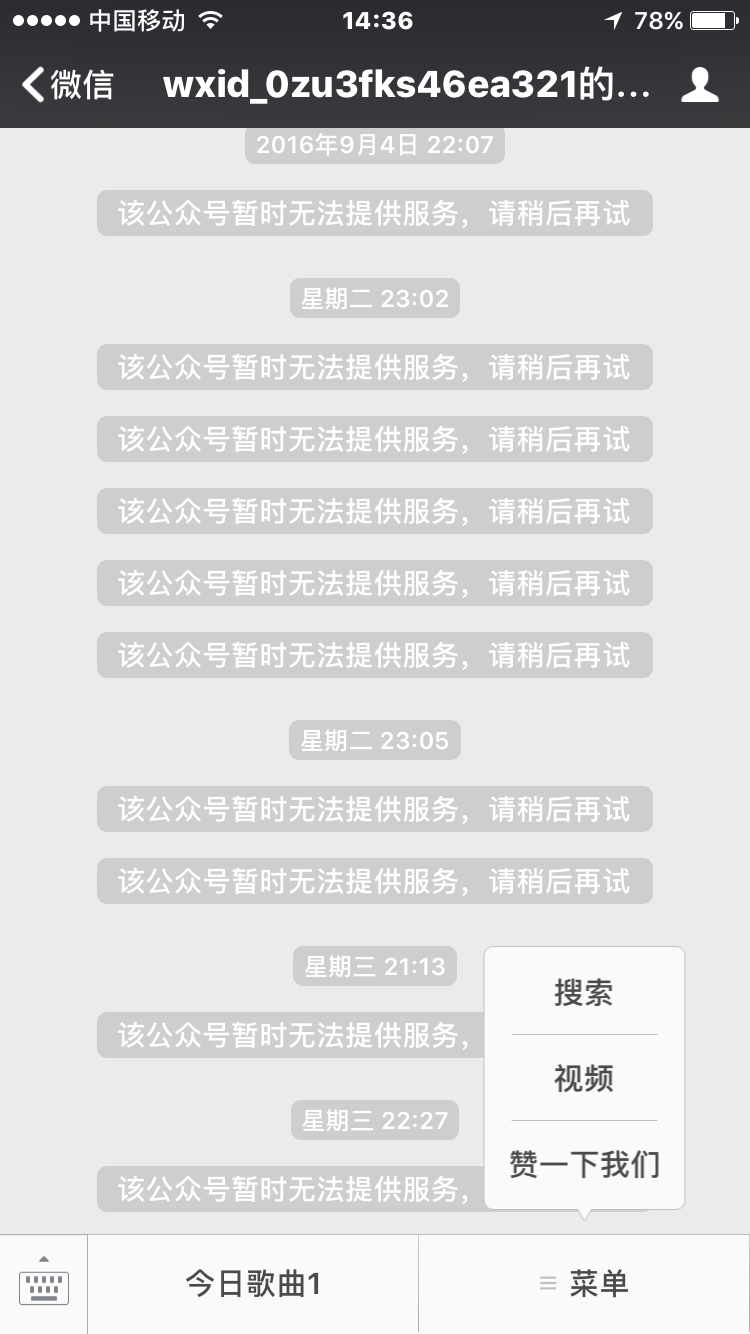 中国移动 14:36 78%
微信 wxid_0zu3fks46ea321的...
2016年9月4日 22:07
该公众号暂时无法提供服务，请稍后再试
星期二 23:02
该公众号暂时无法提供服务，请稍后再试
该公众号暂时无法提供服务，请稍后再试
该公众号暂时无法提供服务，请稍后再试
该公众号暂时无法提供服务，请稍后再试
该公众号暂时无法提供服务，请稍后再试
星期二 23:05
该公众号暂时无法提供服务，请稍后再试
该公众号暂时无法提供服务，请稍后再试
星期三 21:13
该公众号暂时无法提供服务，
星期三 22:27
该公众号暂时无法提供服务，
搜索
视频
赞一下我们
今日歌曲1 菜单